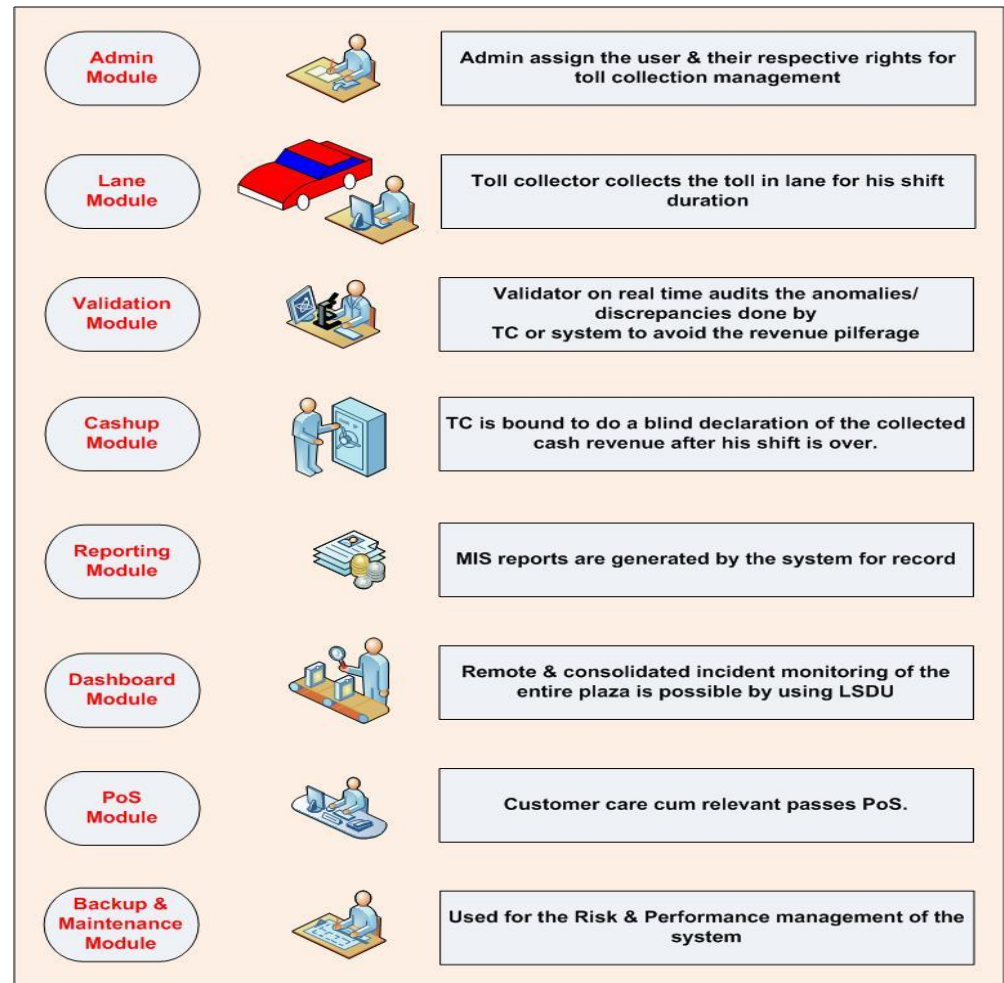 Admin
Module
Admin assign the user & their respective rights for
toll collection management
Lane
Module
Toll collector collects the toll in lane for his shift
duration
Validation
Module
Validator on real time audits the anomalies/
discrepancies done by
TC or system to avoid the revenue pilferage
Cashup
Module
TC is bound to do a blind declaration of the collected
cash revenue after his shift is over.
Reporting
Module
MIS reports are generated by the system for record
Dashboard
Module
Remote & consolidated incident monitoring of the
entire plaza is possible by using LSDU
PoS
Module
Customer care cum relevant passes PoS.
Backup &
Maintenance
Module
Used for the Risk & Performance management of the
system